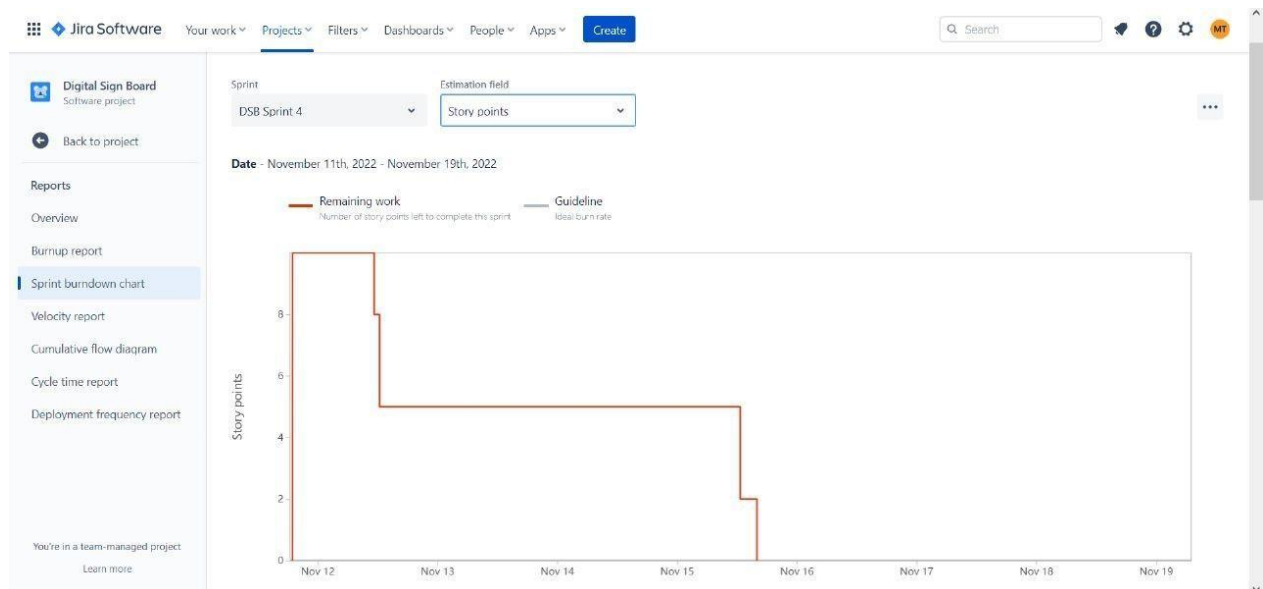 Jira Software Your work Projects Filters Dashboards People Apps Create Search MT
Digital Sign Board
Software project
Back to project
Reports
Overview
Burnup report
Sprint burndown chart
Velocity report
Cumulative flow diagram
Cycle time report
Deployment frequency report
You're in a team-managed project
Learn more
Sprint Estimation field
DSB Sprint 4 Story points
Date - November 11th, 2022 - November 19th, 2022
Remaining work Guideline
Number of story points left to complete this sprint Ideal burn rate
Story points
8
6
4
2
0
Nov 12 Nov 13 Nov 14 Nov 15 Nov 16 Nov 17 Nov 18 Nov 19